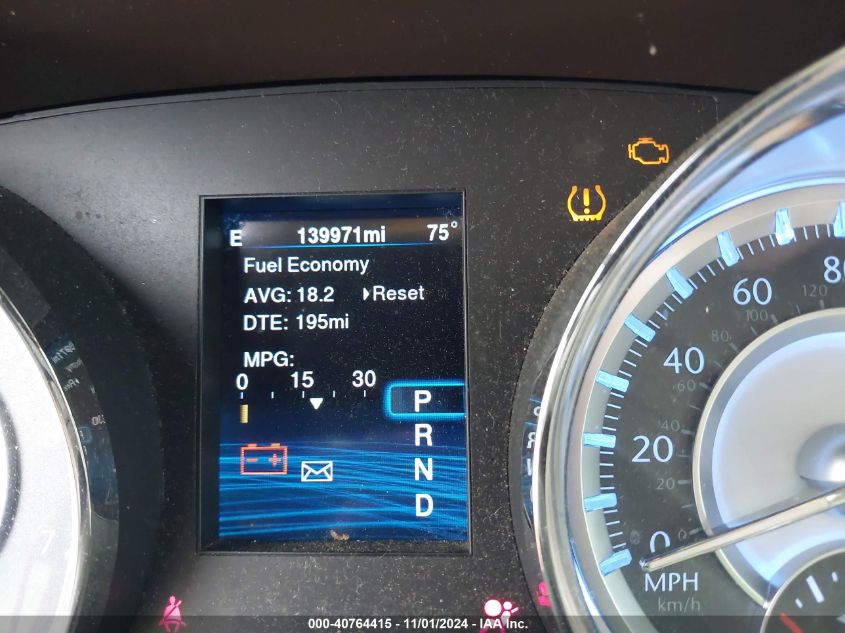 E 139971mi 75°
Fuel Economy
AVG: 18.2 Reset
DTE: 195mi
MPG:
0 15 30
P
R
N
D
7
0
20
40
60
80
20
40
60
80
100
120
MPH
km/h
000-40764415 - 11/01/2024 - IAA Inc.